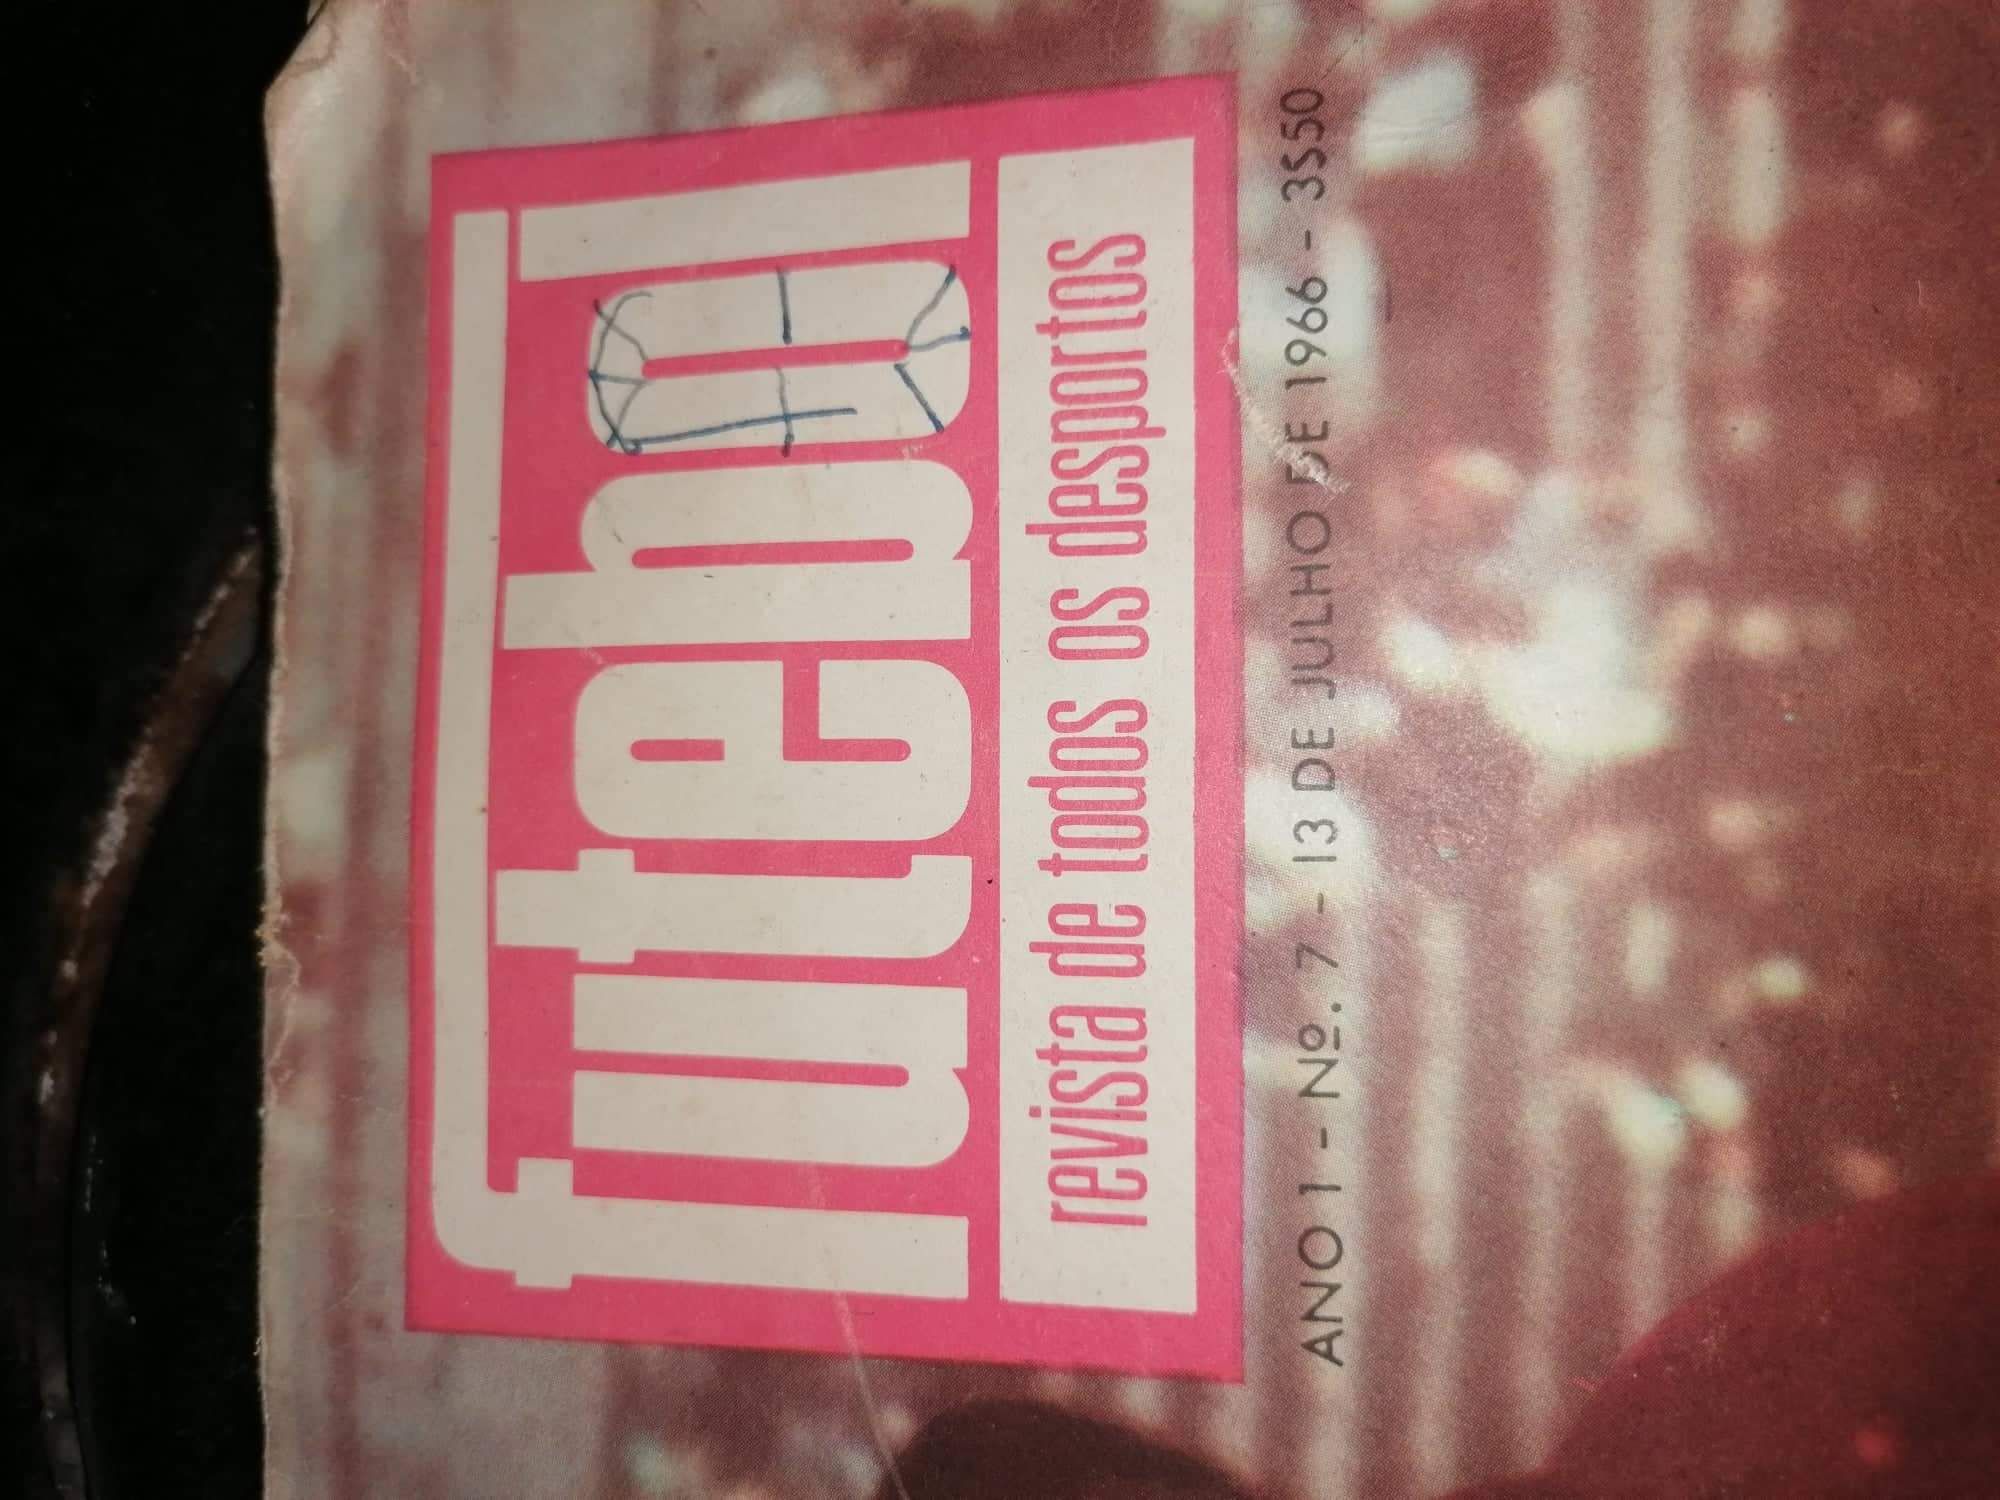 futebol
revista de todos os desportos
ANO 1 - Nº. 7 - 13 DE JULHO DE 1966 - 3$50